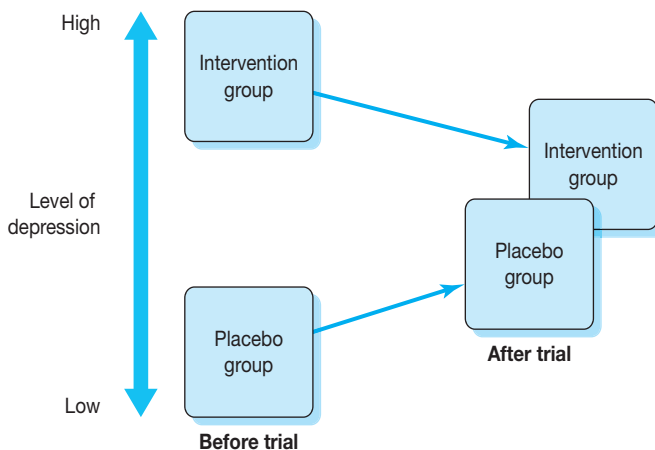 High
Intervention
group
Intervention
group
Level of
depression
Placebo
group
Placebo
group
After trial
Low
Before trial